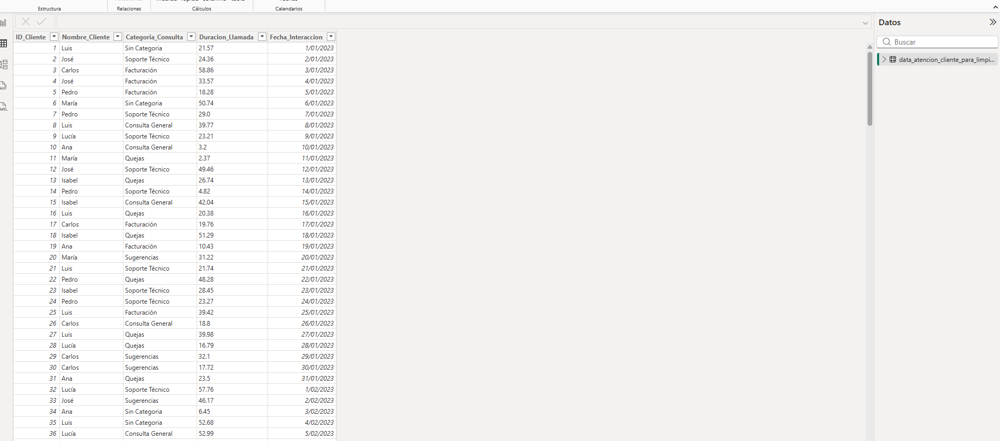 Estructura Relaciones Cálculos Calendarios
Datos
Buscar
data_atencion_cliente_para_limpi...
ID_Cliente Nombre_Cliente Categoria_Consulta Duracion_Llamada Fecha_Interaccion
1 Luis Sin Categoria 21.57 1/01/2023
2 José Soporte Técnico 24.36 2/01/2023
3 Carlos Facturación 58.86 3/01/2023
4 José Facturación 33.57 4/01/2023
5 Pedro Facturación 18.28 5/01/2023
6 María Sin Categoria 50.74 6/01/2023
7 Pedro Soporte Técnico 29.0 7/01/2023
8 Luis Consulta General 39.77 8/01/2023
9 Lucía Soporte Técnico 23.21 9/01/2023
10 Ana Consulta General 3.2 10/01/2023
11 María Quejas 2.37 11/01/2023
12 José Soporte Técnico 49.46 12/01/2023
13 Isabel Quejas 26.74 13/01/2023
14 Pedro Soporte Técnico 4.82 14/01/2023
15 Isabel Consulta General 42.04 15/01/2023
16 Luis Quejas 20.38 16/01/2023
17 Carlos Facturación 19.76 17/01/2023
18 Isabel Quejas 51.29 18/01/2023
19 Ana Facturación 10.43 19/01/2023
20 María Sugerencias 31.22 20/01/2023
21 Luis Soporte Técnico 21.74 21/01/2023
22 Pedro Quejas 48.28 22/01/2023
23 Isabel Soporte Técnico 28.45 23/01/2023
24 Pedro Soporte Técnico 23.27 24/01/2023
25 Luis Facturación 39.42 25/01/2023
26 Carlos Consulta General 18.8 26/01/2023
27 Luis Quejas 39.98 27/01/2023
28 Lucía Quejas 16.79 28/01/2023
29 Carlos Sugerencias 32.1 29/01/2023
30 Carlos Sugerencias 17.72 30/01/2023
31 Ana Quejas 23.5 31/01/2023
32 Lucía Soporte Técnico 57.76 1/02/2023
33 José Sugerencias 46.17 2/02/2023
34 Ana Sin Categoria 6.45 3/02/2023
35 Luis Sin Categoria 52.68 4/02/2023
36 Lucía Consulta General 52.99 5/02/2023